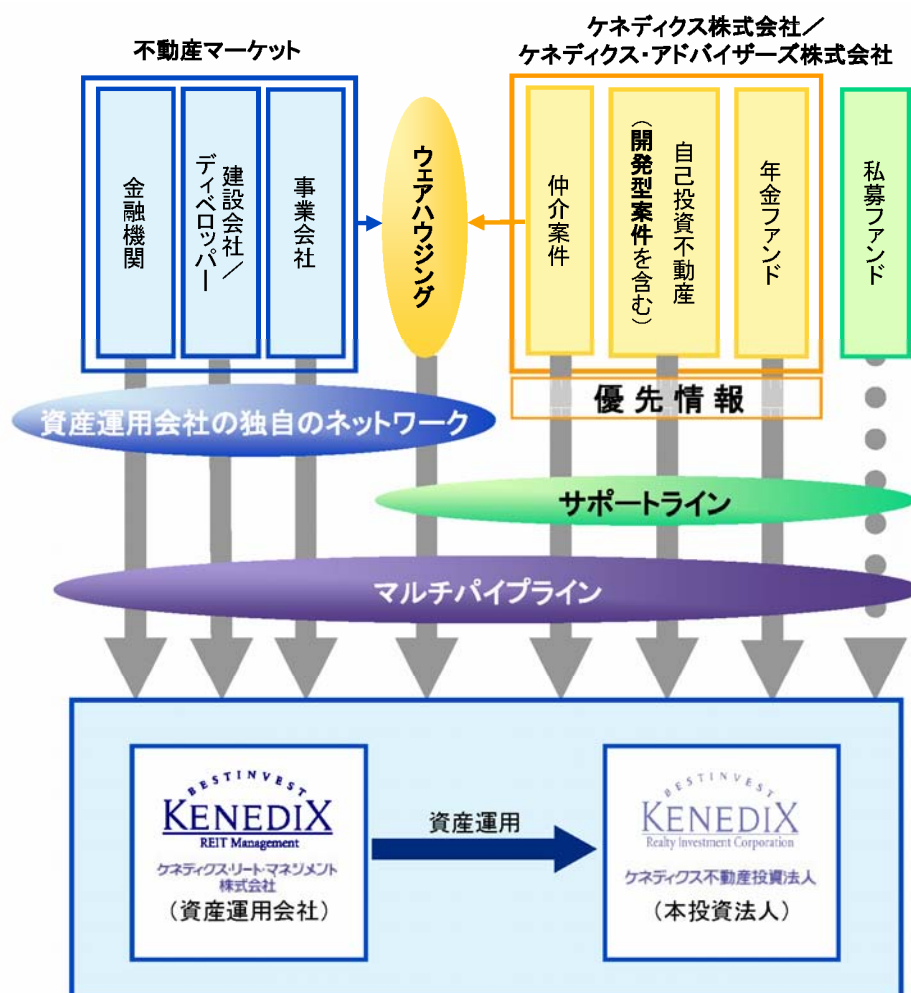 不動産マーケット
ケネディクス株式会社／
ケネディクス・アドバイザーズ株式会社
金融機関
建設会社／
ディベロッパー
事業会社
ウェアハウジング
仲介案件
自己投資不動産
（開発型案件を含む）
年金ファンド
私募ファンド
優先情報
資産運用会社の独自のネットワーク
サポートライン
マルチパイプライン
BESTINVEST
KENEDIX
REIT Management
ケネディクス・リート・マネジメント
株式会社
（資産運用会社）
資産運用
BESTINVEST
KENEDIX
Realty Investment Corporation
ケネディクス不動産投資法人
（本投資法人）